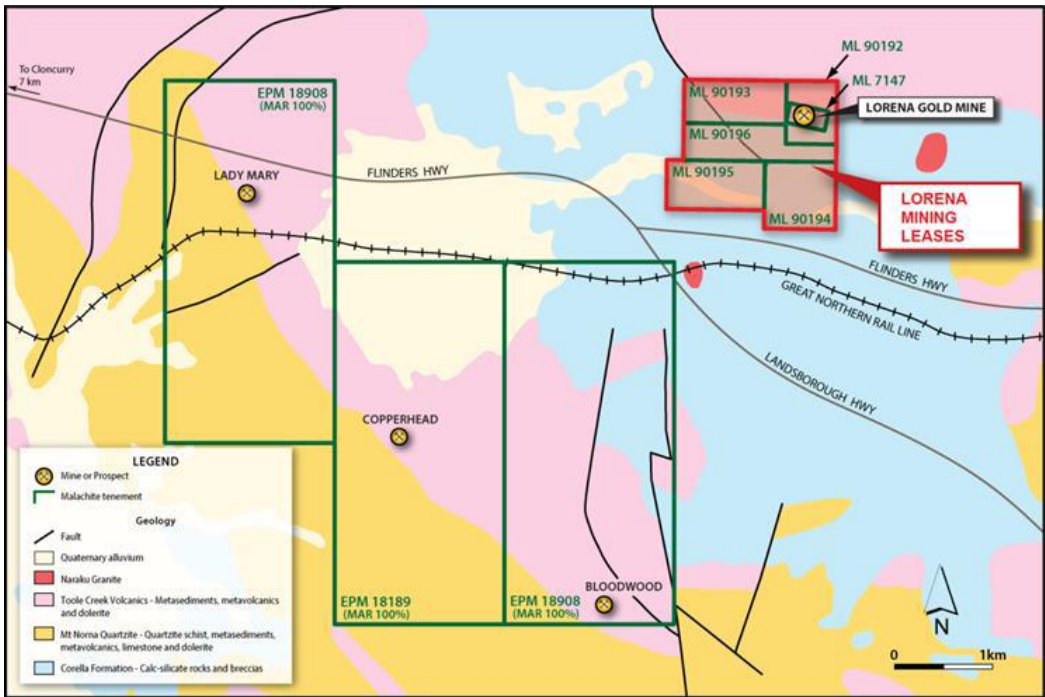 To Cloncurry
7 km
EPM 18908
(MAR 100%)
LADY MARY
FLINDERS HWY
ML 90192
ML 7147
ML 90193
LORENA GOLD MINE
ML 90196
ML 90195
ML 90194
LORENA
MINING
LEASES
FLINDERS HWY
GREAT NORTHERN RAIL LINE
LANDSBOROUGH HWY
COPPERHEAD
BLOODWOOD
EPM 18189
(MAR 100%)
EPM 18908
(MAR 100%)
LEGEND
Mine or Prospect
Malachite tenement
Geology
Fault
Quaternary alluvium
Naraku Granite
Toole Creek Volcanics - Metasediments, metavolcanics
and dolerite
Mt Norna Quartzite - Quartzite schist, metasediments,
metavolcanics, limestone and dolerite
Corella Formation - Calc-silicate rocks and breccias
N
0 1km